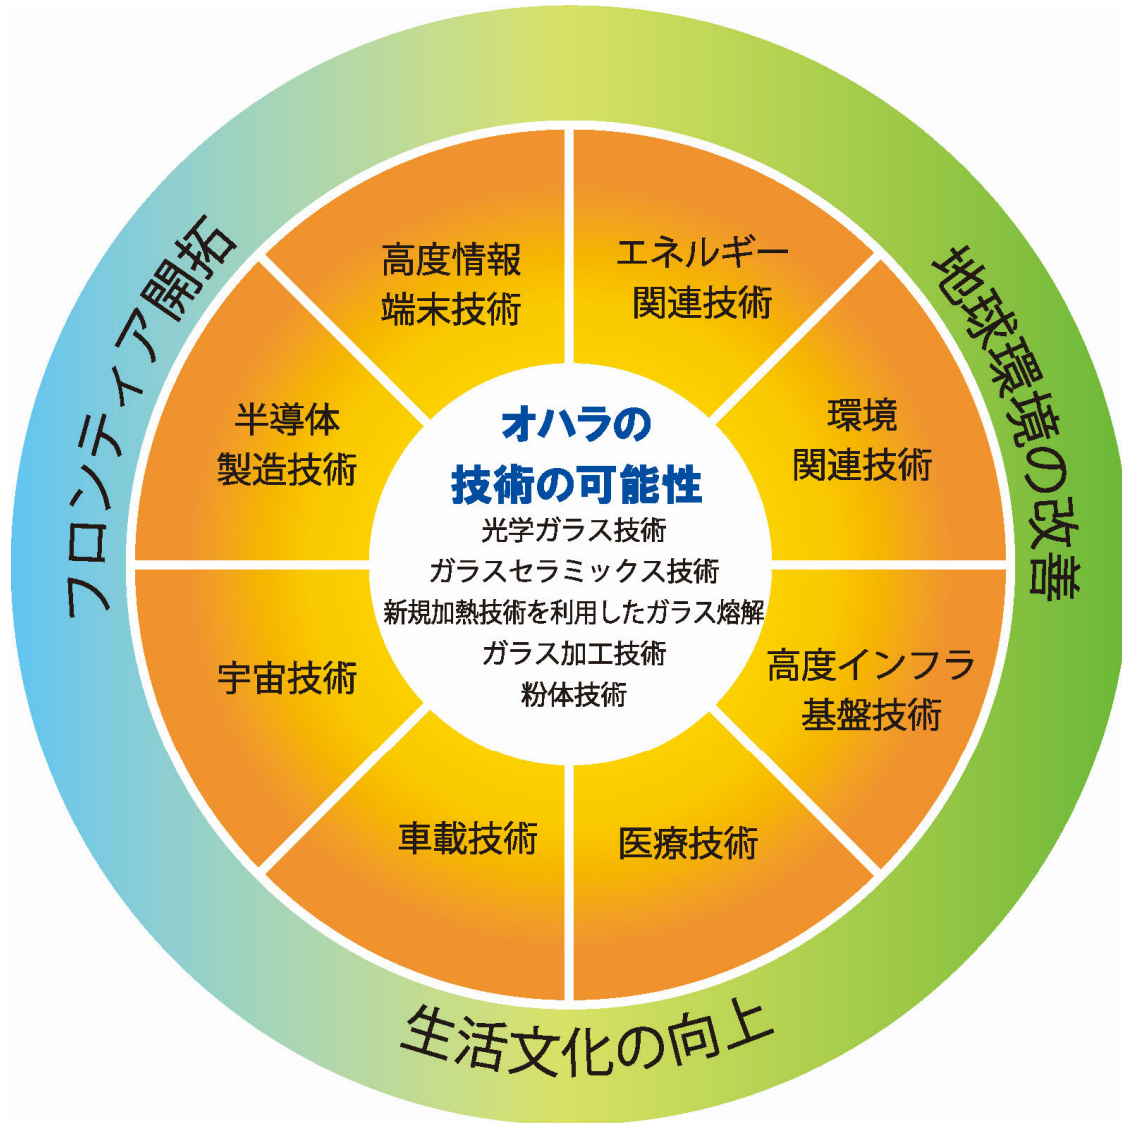 フロンティア開拓
地球環境の改善
生活文化の向上
高度情報
端末技術
エネルギー
関連技術
環境
関連技術
高度インフラ
基盤技術
医療技術
車載技術
宇宙技術
半導体
製造技術
オハラの
技術の可能性
光学ガラス技術
ガラスセラミックス技術
新規加熱技術を利用したガラス熔解
ガラス加工技術
粉体技術